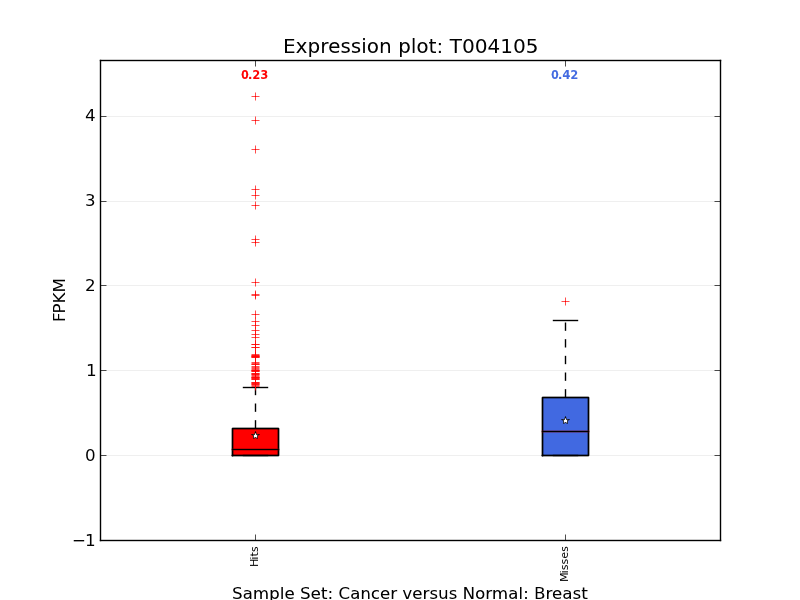 Expression plot: T004105
0.23
0.42
4
3
2
1
0
−1
FPKM
Hits
Misses
Sample Set: Cancer versus Normal: Breast